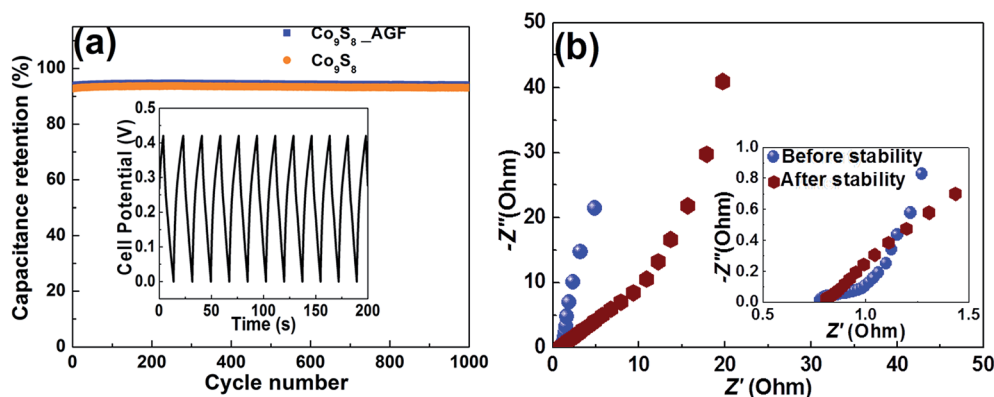 (a)
Co₉S₈_AGF
Co₉S₈
Capacitance retention (%)
100
80
60
40
20
0
0 200 400 600 800 1000
Cycle number
Cell Potential (V)
0.5
0.4
0.3
0.2
0.1
0.0
0 50 100 150 200
Time (s)
(b)
-Z''(Ohm)
50
40
30
20
10
0
0 10 20 30 40 50
Z' (Ohm)
Before stability
After stability
-Z''(Ohm)
1.0
0.8
0.6
0.4
0.2
0.0
0.5 1.0 1.5
Z' (Ohm)